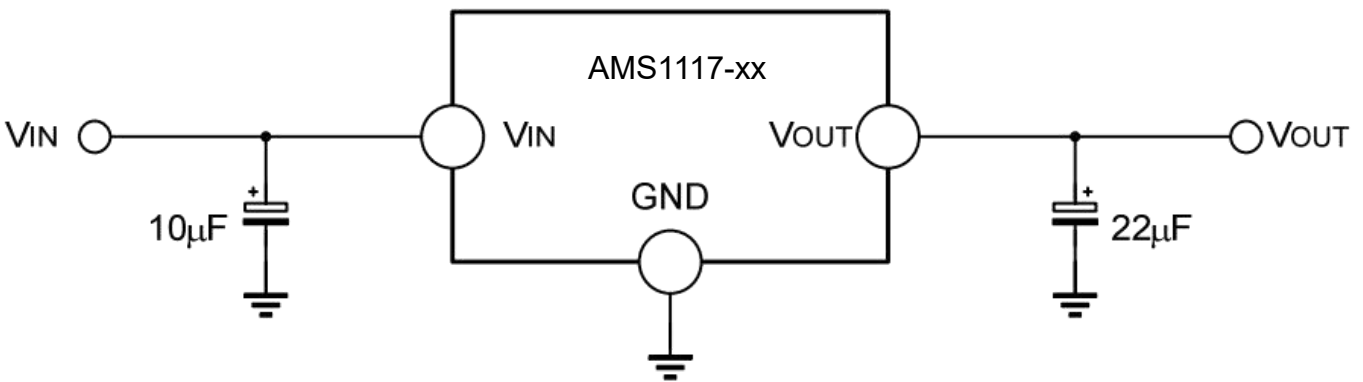 AMS1117-xx
VIN
VIN
VOUT
VOUT
GND
+
10μF
+
22μF